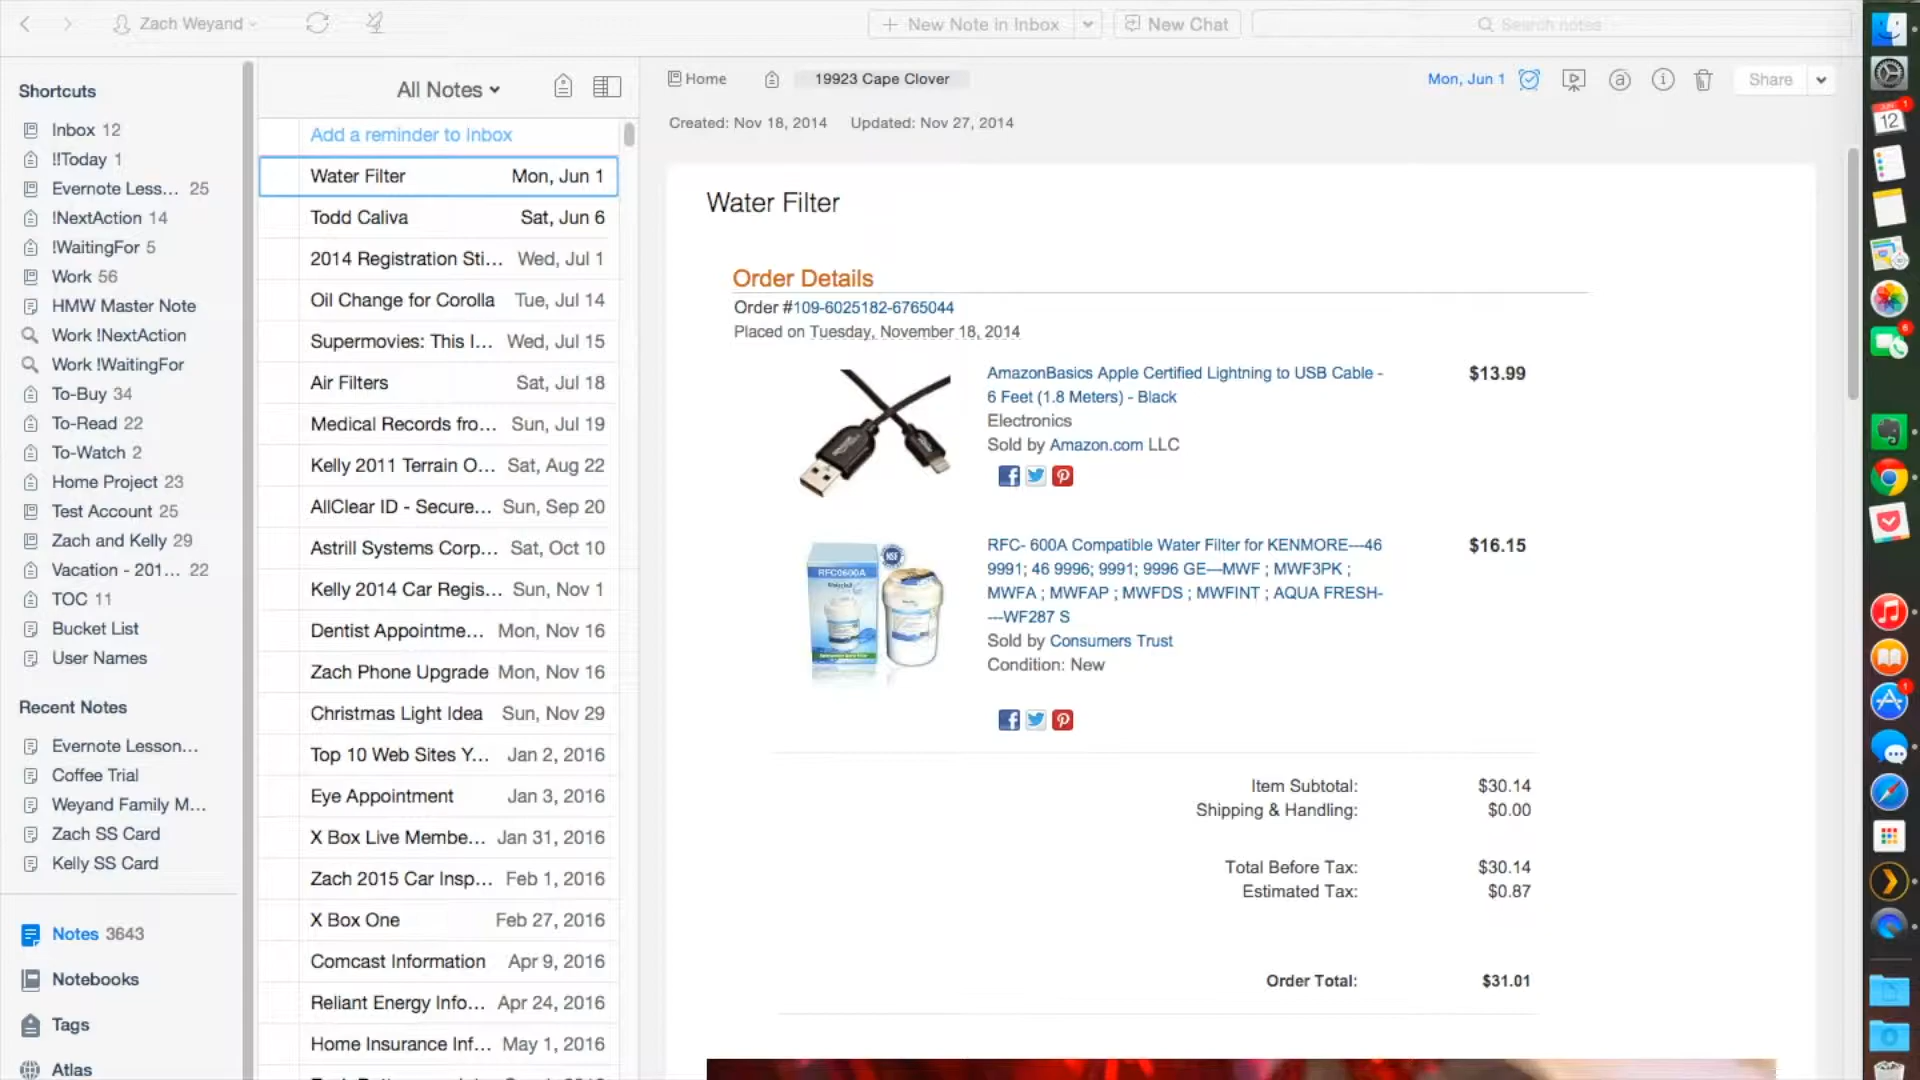 Zach Weyand
New Note in Inbox
New Chat
Search notes
Shortcuts
Inbox 12
!!Today 1
Evernote Less... 25
!NextAction 14
!WaitingFor 5
Work 56
HMW Master Note
Work !NextAction
Work !WaitingFor
To-Buy 34
To-Read 22
To-Watch 2
Home Project 23
Test Account 25
Zach and Kelly 29
Vacation - 201... 22
TOC 11
Bucket List
User Names
Recent Notes
Evernote Lesson...
Coffee Trial
Weyand Family M...
Zach SS Card
Kelly SS Card
Notes 3643
Notebooks
Tags
Atlas
All Notes
Add a reminder to Inbox
Water Filter Mon, Jun 1
Todd Caliva Sat, Jun 6
2014 Registration Sti... Wed, Jul 1
Oil Change for Corolla Tue, Jul 14
Supermovies: This I... Wed, Jul 15
Air Filters Sat, Jul 18
Medical Records fro... Sun, Jul 19
Kelly 2011 Terrain O... Sat, Aug 22
AllClear ID - Secure... Sun, Sep 20
Astrill Systems Corp... Sat, Oct 10
Kelly 2014 Car Regis... Sun, Nov 1
Dentist Appointme... Mon, Nov 16
Zach Phone Upgrade Mon, Nov 16
Christmas Light Idea Sun, Nov 29
Top 10 Web Sites Y... Jan 2, 2016
Eye Appointment Jan 3, 2016
X Box Live Membe... Jan 31, 2016
Zach 2015 Car Insp... Feb 1, 2016
X Box One Feb 27, 2016
Comcast Information Apr 9, 2016
Reliant Energy Info... Apr 24, 2016
Home Insurance Inf... May 1, 2016
Home 19923 Cape Clover
Mon, Jun 1
Share
Created: Nov 18, 2014 Updated: Nov 27, 2014
Water Filter
Order Details
Order #109-6025182-6765044
Placed on Tuesday, November 18, 2014
AmazonBasics Apple Certified Lightning to USB Cable - $13.99
6 Feet (1.8 Meters) - Black
Electronics
Sold by Amazon.com LLC
RFC0600A
NSF
RFC- 600A Compatible Water Filter for KENMORE---46 $16.15
9991; 46 9996; 9991; 9996 GE---MWF ; MWF3PK ;
MWFA ; MWFAP ; MWFDS ; MWFINT ; AQUA FRESH-
---WF287 S
Sold by Consumers Trust
Condition: New
Item Subtotal: $30.14
Shipping & Handling: $0.00
Total Before Tax: $30.14
Estimated Tax: $0.87
Order Total: $31.01
12
1
6
1